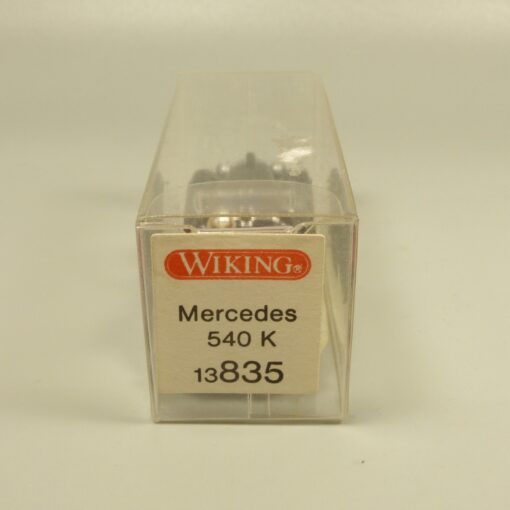 WIKING®
Mercedes
540 K
13835